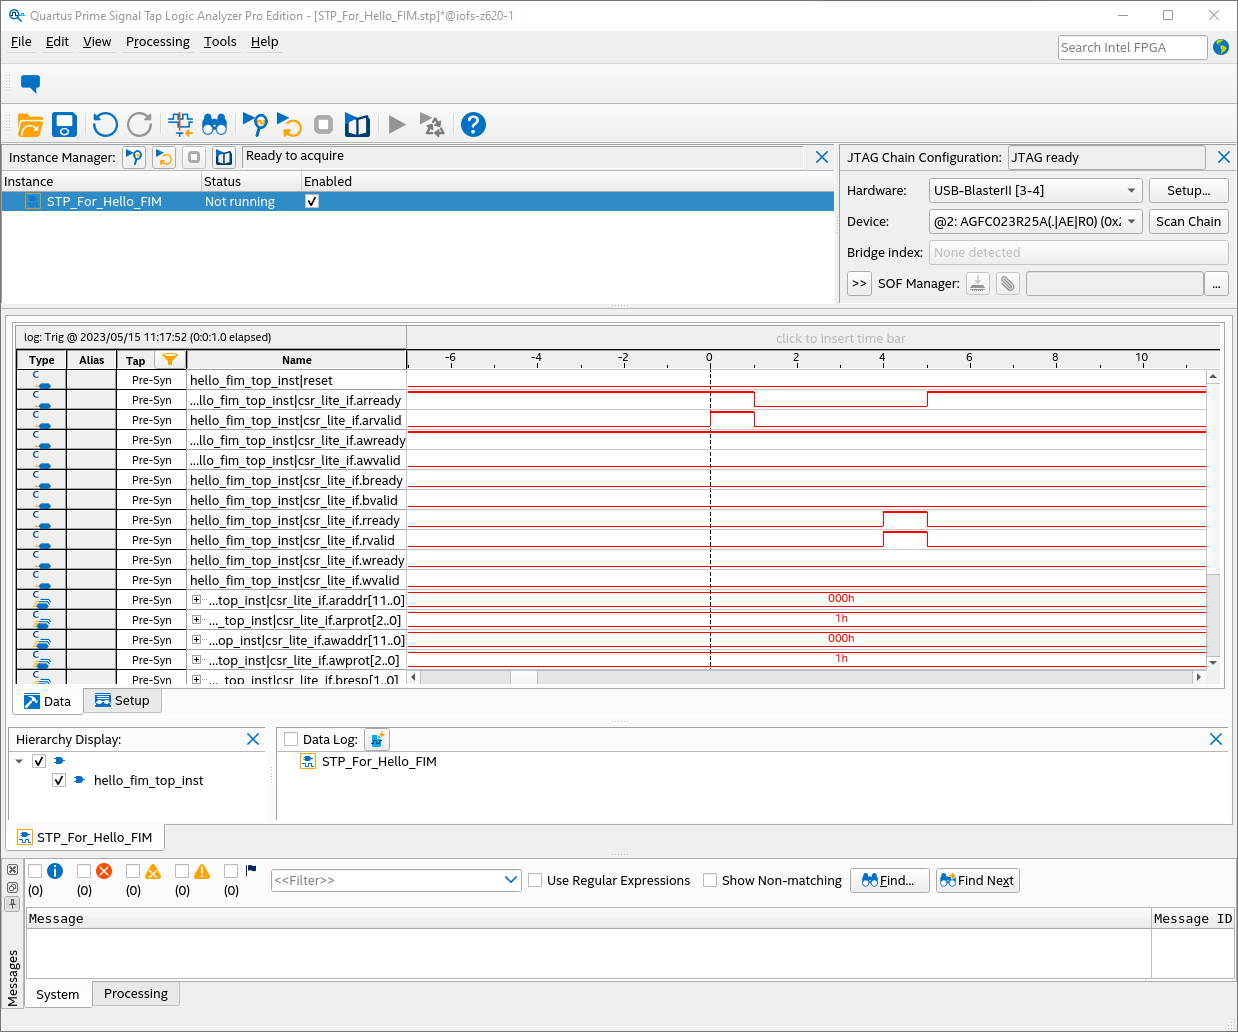 Quartus Prime Signal Tap Logic Analyzer Pro Edition - [STP_For_Hello_FIM.stp]*@iofs-z620-1
File Edit View Processing Tools Help
Search Intel FPGA
Instance Manager: Ready to acquire
Instance Status Enabled
STP_For_Hello_FIM Not running
JTAG Chain Configuration: JTAG ready
Hardware: USB-BlasterII [3-4] Setup...
Device: @2: AGFC023R25A(.|AE|R0) (0x Scan Chain
Bridge index: None detected
>> SOF Manager: ...
log: Trig @ 2023/05/15 11:17:52 (0:0:1.0 elapsed) click to insert time bar
Type Alias Tap Name -6 -4 -2 0 2 4 6 8 10
C Pre-Syn hello_fim_top_inst|reset
C Pre-Syn ...llo_fim_top_inst|csr_lite_if.arready
C Pre-Syn hello_fim_top_inst|csr_lite_if.arvalid
C Pre-Syn ...llo_fim_top_inst|csr_lite_if.awready
C Pre-Syn ...llo_fim_top_inst|csr_lite_if.awvalid
C Pre-Syn hello_fim_top_inst|csr_lite_if.bready
C Pre-Syn hello_fim_top_inst|csr_lite_if.bvalid
C Pre-Syn hello_fim_top_inst|csr_lite_if.rready
C Pre-Syn hello_fim_top_inst|csr_lite_if.rvalid
C Pre-Syn hello_fim_top_inst|csr_lite_if.wready
C Pre-Syn hello_fim_top_inst|csr_lite_if.wvalid
C Pre-Syn ...top_inst|csr_lite_if.araddr[11..0] 000h
C Pre-Syn ..._top_inst|csr_lite_if.arprot[2..0] 1h
C Pre-Syn ...op_inst|csr_lite_if.awaddr[11..0] 000h
C Pre-Syn ...top_inst|csr_lite_if.awprot[2..0] 1h
C Pre-Syn ..._top_inst|csr_lite_if.bresp[1..0]
Data Setup
Hierarchy Display:
hello_fim_top_inst
Data Log:
STP_For_Hello_FIM
STP_For_Hello_FIM
(0) (0) (0) (0) (0) <<Filter>> Use Regular Expressions Show Non-matching Find... Find Next
Message Message ID
Messages
System Processing